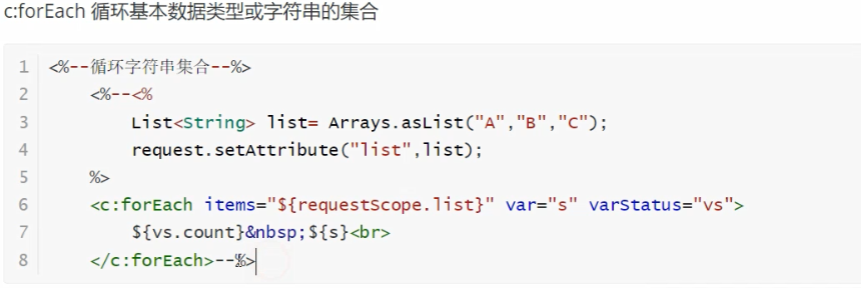 c:forEach 循环基本数据类型或字符串的集合
1 <%--循环字符串集合--%>
2 <%--<%
3 List<String> list= Arrays.asList("A","B","C");
4 request.setAttribute("list",list);
5 %>
6 <c:forEach items="${requestScope.list}" var="s" varStatus="vs">
7 ${vs.count}&nbsp;${s}<br>
8 </c:forEach>--%>